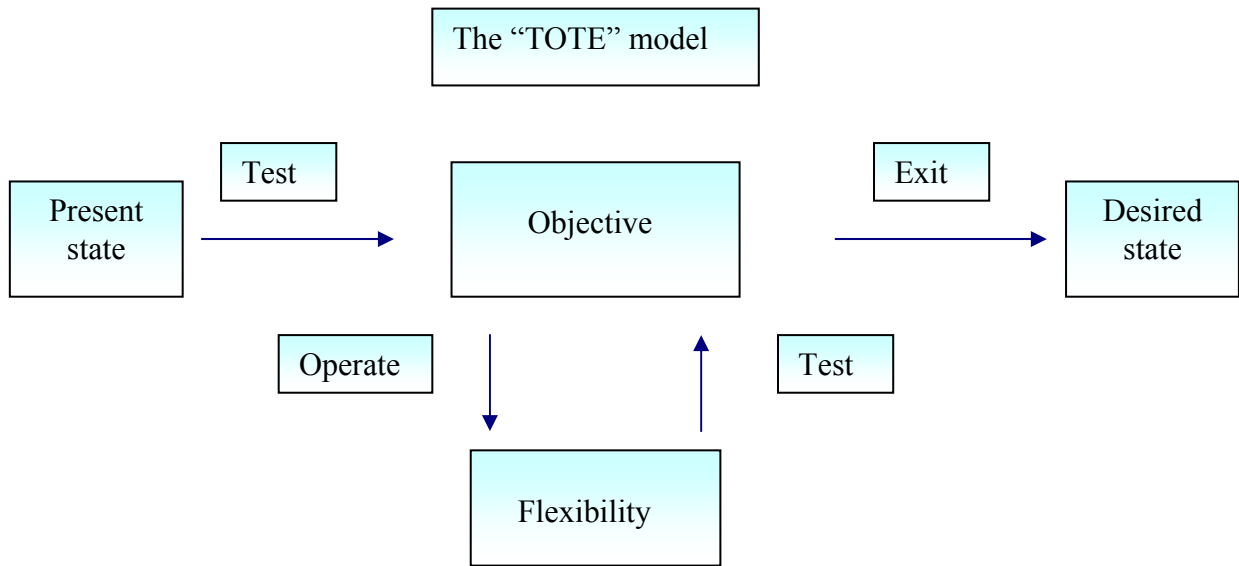 The “TOTE” model
Test
Exit
Present
state
Objective
Desired
state
Operate
Test
Flexibility